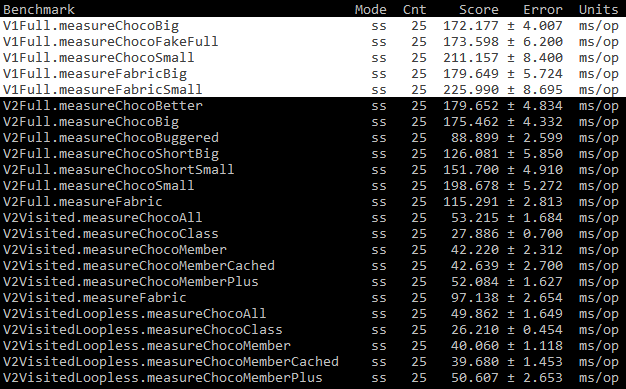 Benchmark Mode Cnt Score Error Units
V1Full.measureChocoBig ss 25 172.177 ± 4.007 ms/op
V1Full.measureChocoFakeFull ss 25 173.598 ± 6.200 ms/op
V1Full.measureChocoSmall ss 25 211.157 ± 8.400 ms/op
V1Full.measureFabricBig ss 25 179.649 ± 5.724 ms/op
V1Full.measureFabricSmall ss 25 225.990 ± 8.695 ms/op
V2Full.measureChocoBetter ss 25 179.652 ± 4.834 ms/op
V2Full.measureChocoBig ss 25 175.462 ± 4.332 ms/op
V2Full.measureChocoBuggered ss 25 88.899 ± 2.599 ms/op
V2Full.measureChocoShortBig ss 25 126.081 ± 5.850 ms/op
V2Full.measureChocoShortSmall ss 25 151.700 ± 4.910 ms/op
V2Full.measureChocoSmall ss 25 198.678 ± 5.272 ms/op
V2Full.measureFabric ss 25 115.291 ± 2.813 ms/op
V2Visited.measureChocoAll ss 25 53.215 ± 1.684 ms/op
V2Visited.measureChocoClass ss 25 27.886 ± 0.700 ms/op
V2Visited.measureChocoMember ss 25 42.220 ± 2.312 ms/op
V2Visited.measureChocoMemberCached ss 25 42.639 ± 2.700 ms/op
V2Visited.measureChocoMemberPlus ss 25 52.084 ± 1.627 ms/op
V2Visited.measureFabric ss 25 97.138 ± 2.654 ms/op
V2VisitedLoopless.measureChocoAll ss 25 49.862 ± 1.649 ms/op
V2VisitedLoopless.measureChocoClass ss 25 26.210 ± 0.454 ms/op
V2VisitedLoopless.measureChocoMember ss 25 40.060 ± 1.118 ms/op
V2VisitedLoopless.measureChocoMemberCached ss 25 39.680 ± 1.453 ms/op
V2VisitedLoopless.measureChocoMemberPlus ss 25 50.607 ± 2.653 ms/op